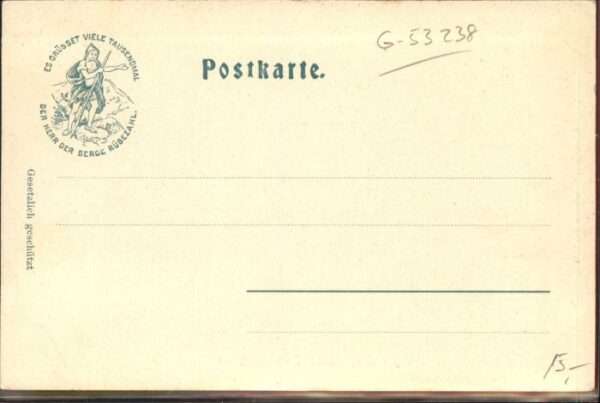 ES GRÜSSET VIELE TAUSENDMAL
DER HERR DER BERGE RÜBEZAHL.
Postkarte.
G-53238
Gesetzlich geschützt
15,-